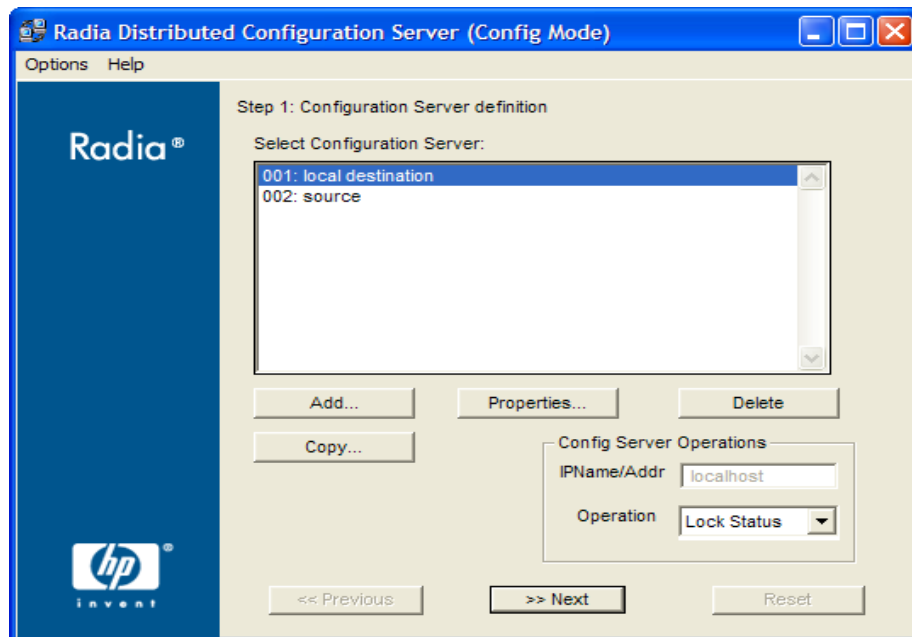 Radia Distributed Configuration Server (Config Mode)
Options Help
Radia®
Step 1: Configuration Server definition
Select Configuration Server:
001: local destination
002: source
Add... Properties... Delete
Copy...
Config Server Operations
IPName/Addr localhost
Operation Lock Status
hp®
invent
<< Previous >> Next Reset